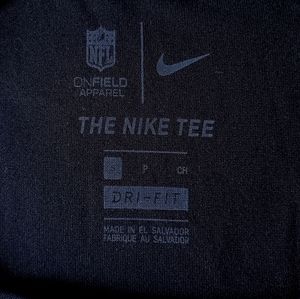 NFL
ONFIELD
APPAREL
THE NIKE TEE
S P CH
DRI-FIT
MADE IN EL SALVADOR
FABRIQUE AU SALVADOR